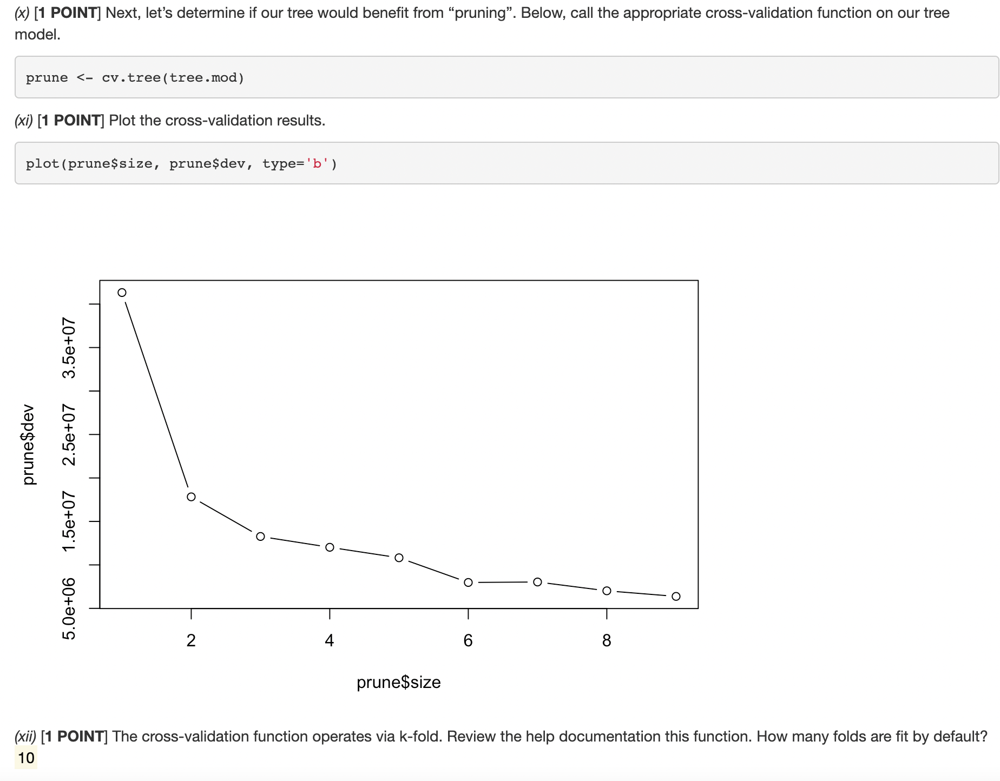 (x) [1 POINT] Next, let’s determine if our tree would benefit from “pruning”. Below, call the appropriate cross-validation function on our tree
model.
prune <- cv.tree(tree.mod)
(xi) [1 POINT] Plot the cross-validation results.
plot(prune$size, prune$dev, type='b')
3.5e+07
2.5e+07
1.5e+07
5.0e+06
prune$dev
2 4 6 8
prune$size
(xii) [1 POINT] The cross-validation function operates via k-fold. Review the help documentation this function. How many folds are fit by default?
10